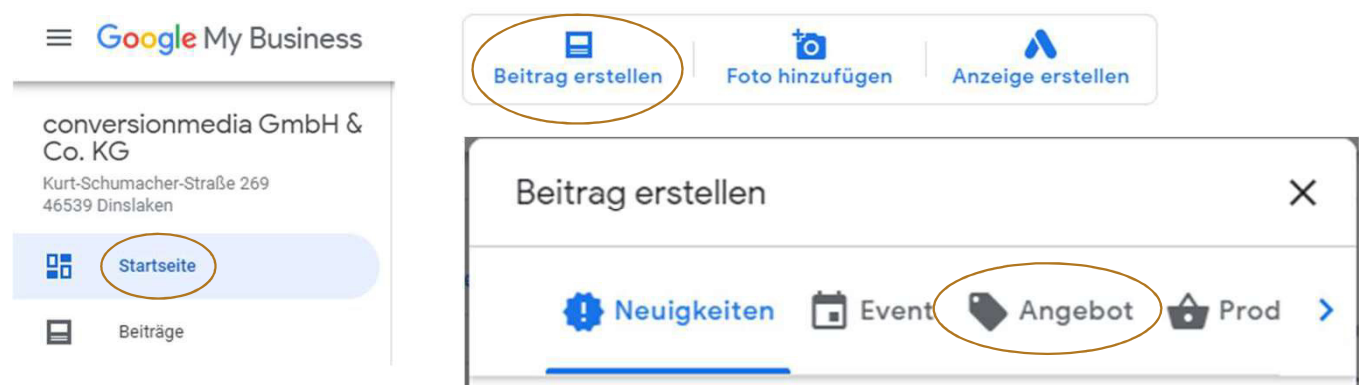 Google My Business
conversionmedia GmbH &
Co. KG
Kurt-Schumacher-Straße 269
46539 Dinslaken
Startseite
Beiträge
Beitrag erstellen
Foto hinzufügen
Anzeige erstellen
Beitrag erstellen
Neuigkeiten
Event
Angebot
Prod